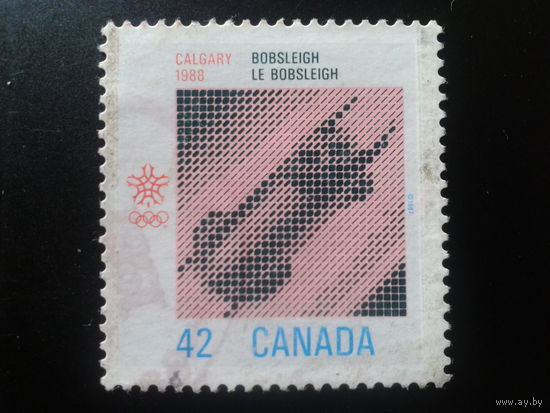 CALGARY
1988
BOBSLEIGH
LE BOBSLEIGH
42 CANADA
www.ay.by